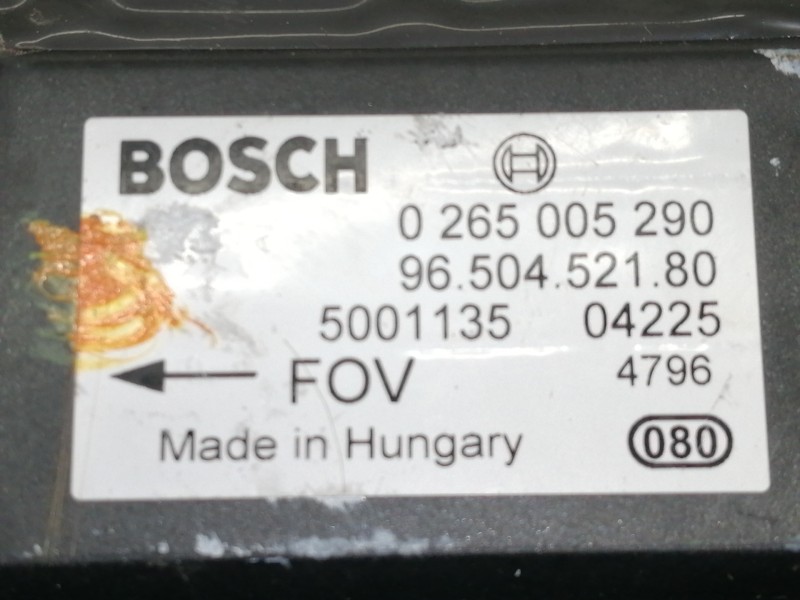 BOSCH
0 265 005 290
96.504.521.80
5001135 04225
FOV 4796
Made in Hungary 080